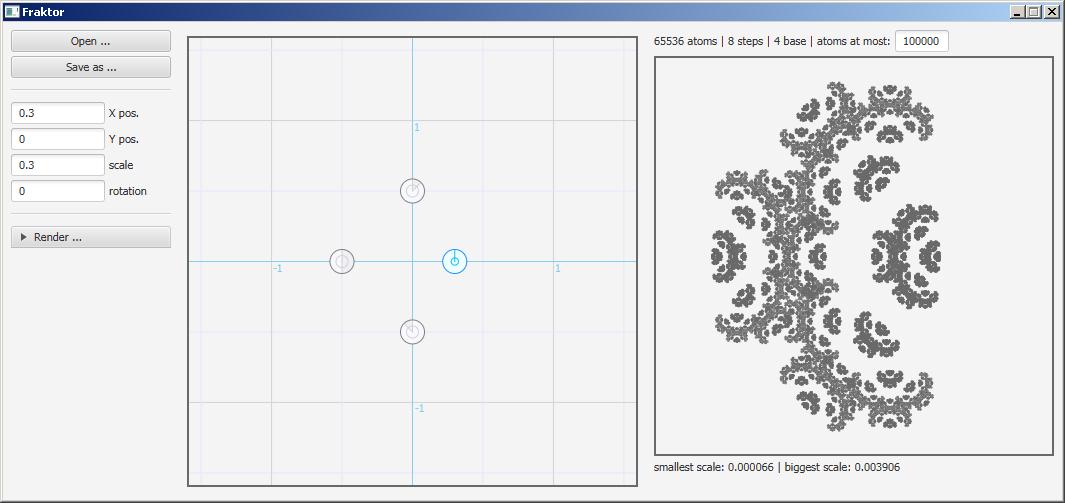 Fraktor
Open ...
Save as ...
0.3 X pos.
0 Y pos.
0.3 scale
0 rotation
Render ...
1
-1 1
-1
65536 atoms | 8 steps | 4 base | atoms at most: 100000
smallest scale: 0.000066 | biggest scale: 0.003906